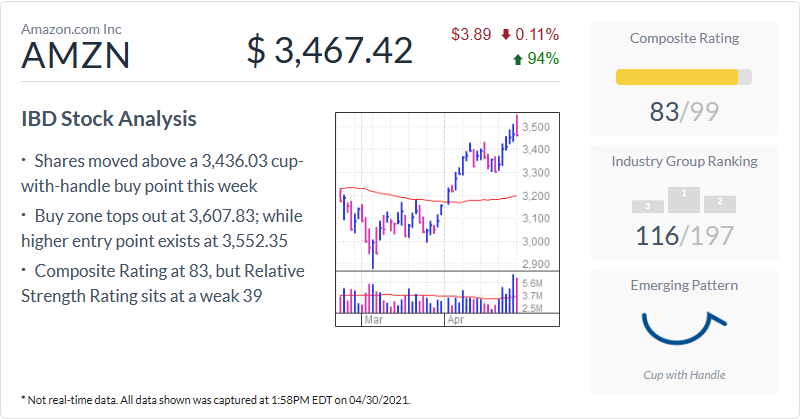 Amazon.com Inc
AMZN
$ 3,467.42
$3.89 0.11%
94%
IBD Stock Analysis
· Shares moved above a 3,436.03 cup-
with-handle buy point this week
· Buy zone tops out at 3,607.83; while
higher entry point exists at 3,552.35
· Composite Rating at 83, but Relative
Strength Rating sits at a weak 39
3,500
3,400
3,300
3,200
3,100
3,000
2,900
5.6M
3.7M
2.5M
Mar Apr
Composite Rating
83/99
Industry Group Ranking
3 1 2
116/197
Emerging Pattern
Cup with Handle
* Not real-time data. All data shown was captured at 1:58PM EDT on 04/30/2021.